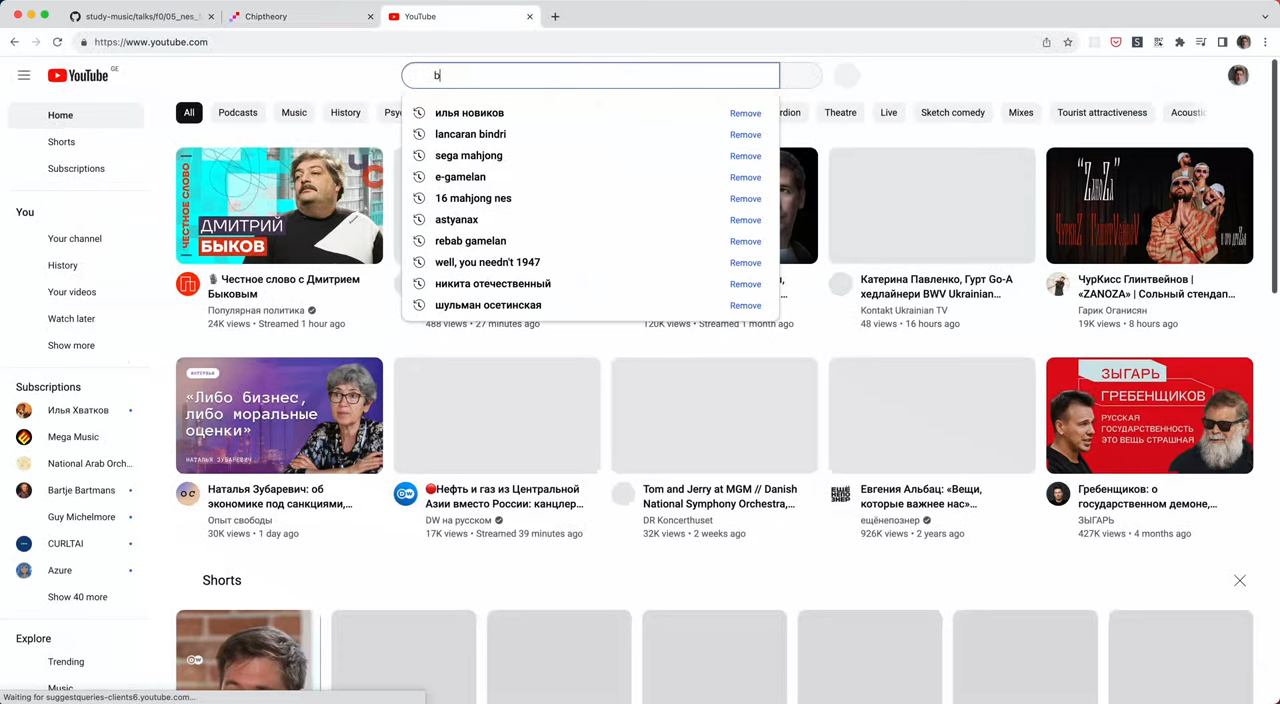 study-music/talks/f0/05_nes_
Chiptheory
YouTube
https://www.youtube.com
YouTube GE
b
All
Podcasts
Music
History
rdion
Theatre
Live
Sketch comedy
Mixes
Tourist attractiveness
Acoustic
илья новиков Remove
lancaran bindri Remove
sega mahjong Remove
e-gamelan Remove
16 mahjong nes Remove
astyanax Remove
rebab gamelan Remove
well, you needn't 1947 Remove
никита отечественный Remove
шульман осетинская Remove
Home
Shorts
Subscriptions
You
Your channel
History
Your videos
Watch later
Show more
Subscriptions
Илья Хватков
Mega Music
National Arab Orch...
Bartje Bartmans
Guy Michelmore
CURLTAI
Azure
Show 40 more
Explore
Trending
Music
ЧЕСТНОЕ СЛОВО
ДМИТРИЙ
БЫКОВ
Честное слово с Дмитрием
Быковым
Популярная политика
24K views • Streamed 1 hour ago
488 views • 27 minutes ago
120K views • Streamed 1 month ago
Катерина Павленко, Гурт Go-A
хедлайнери BWV Ukrainian...
Kontakt Ukrainian TV
48 views • 16 hours ago
"ZaNoZa"
ЧурКисс Глинтвейнов |
«ZANOZA» | Сольный стендап...
Гарик Оганисян
19K views • 8 hours ago
ИНТЕРВЬЮ
«Либо бизнес,
либо моральные
оценки»
НАТАЛЬЯ ЗУБАРЕВИЧ
Наталья Зубаревич: об
экономике под санкциями,...
Опыт свободы
30K views • 1 day ago
Нефть и газ из Центральной
Азии вместо России: канцлер...
DW на русском
17K views • Streamed 39 minutes ago
Tom and Jerry at MGM // Danish
National Symphony Orchestra,...
DR Koncerthuset
32K views • 2 weeks ago
ЕЩЁ
НЕПО
ЗНЕР
Евгения Альбац: «Вещи,
которые важнее нас»...
ещёнепознер
926K views • 2 years ago
ЗЫГАРЬ
ГРЕБЕНЩИКОВ
РУССКАЯ
ГОСУДАРСТВЕННОСТЬ
ЭТО ВЕЩЬ СТРАШНАЯ
Гребенщиков: о
государственном демоне,...
ЗЫГАРЬ
427K views • 4 months ago
Shorts
Waiting for suggestqueries-clients6.youtube.com...